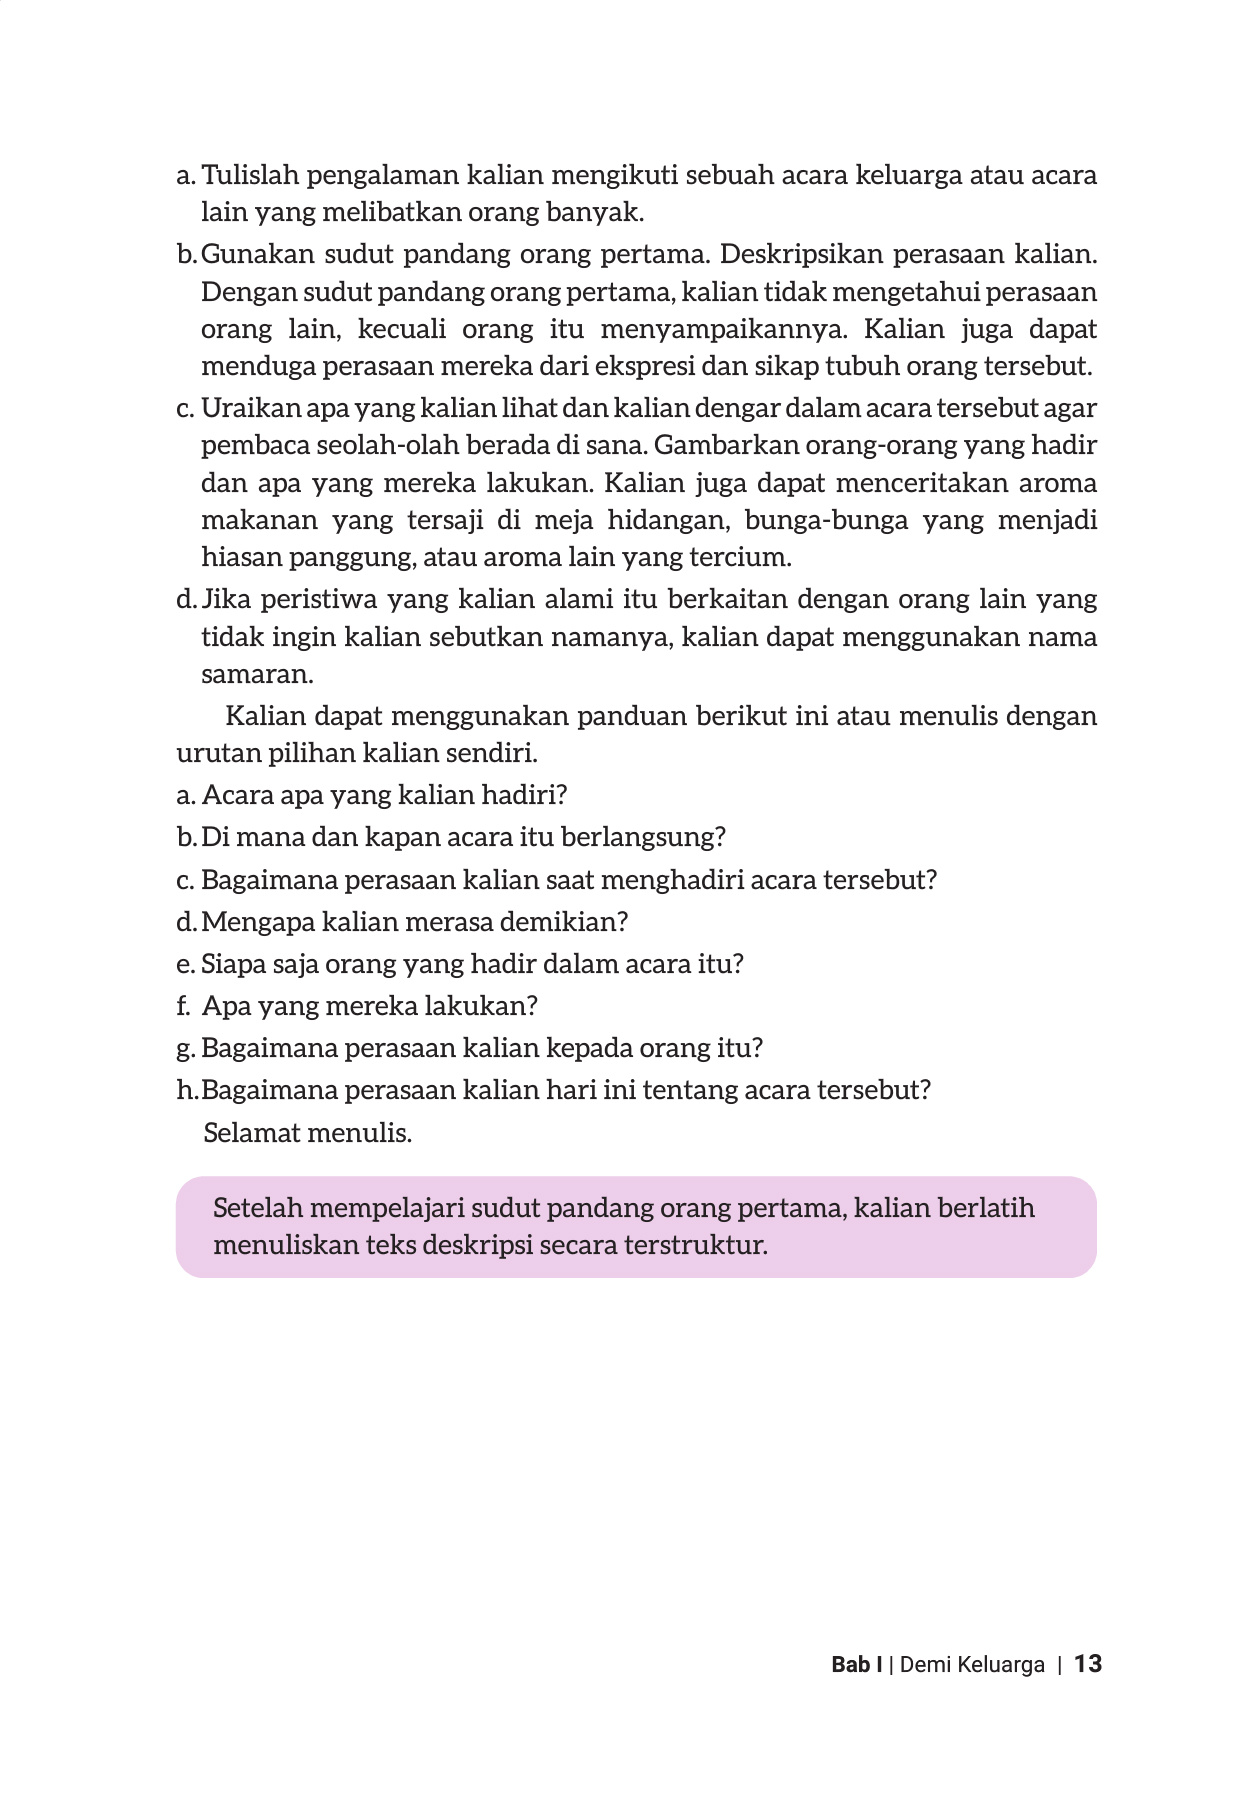 a. Tulislah pengalaman kalian mengikuti sebuah acara keluarga atau acara
lain yang melibatkan orang banyak.
b. Gunakan sudut pandang orang pertama. Deskripsikan perasaan kalian.
Dengan sudut pandang orang pertama, kalian tidak mengetahui perasaan
orang lain, kecuali orang itu menyampaikannya. Kalian juga dapat
menduga perasaan mereka dari ekspresi dan sikap tubuh orang tersebut.
c. Uraikan apa yang kalian lihat dan kalian dengar dalam acara tersebut agar
pembaca seolah-olah berada di sana. Gambarkan orang-orang yang hadir
dan apa yang mereka lakukan. Kalian juga dapat menceritakan aroma
makanan yang tersaji di meja hidangan, bunga-bunga yang menjadi
hiasan panggung, atau aroma lain yang tercium.
d. Jika peristiwa yang kalian alami itu berkaitan dengan orang lain yang
tidak ingin kalian sebutkan namanya, kalian dapat menggunakan nama
samaran.
Kalian dapat menggunakan panduan berikut ini atau menulis dengan
urutan pilihan kalian sendiri.
a. Acara apa yang kalian hadiri?
b. Di mana dan kapan acara itu berlangsung?
c. Bagaimana perasaan kalian saat menghadiri acara tersebut?
d. Mengapa kalian merasa demikian?
e. Siapa saja orang yang hadir dalam acara itu?
f. Apa yang mereka lakukan?
g. Bagaimana perasaan kalian kepada orang itu?
h. Bagaimana perasaan kalian hari ini tentang acara tersebut?
Selamat menulis.
Setelah mempelajari sudut pandang orang pertama, kalian berlatih
menuliskan teks deskripsi secara terstruktur.
Bab I | Demi Keluarga | 13